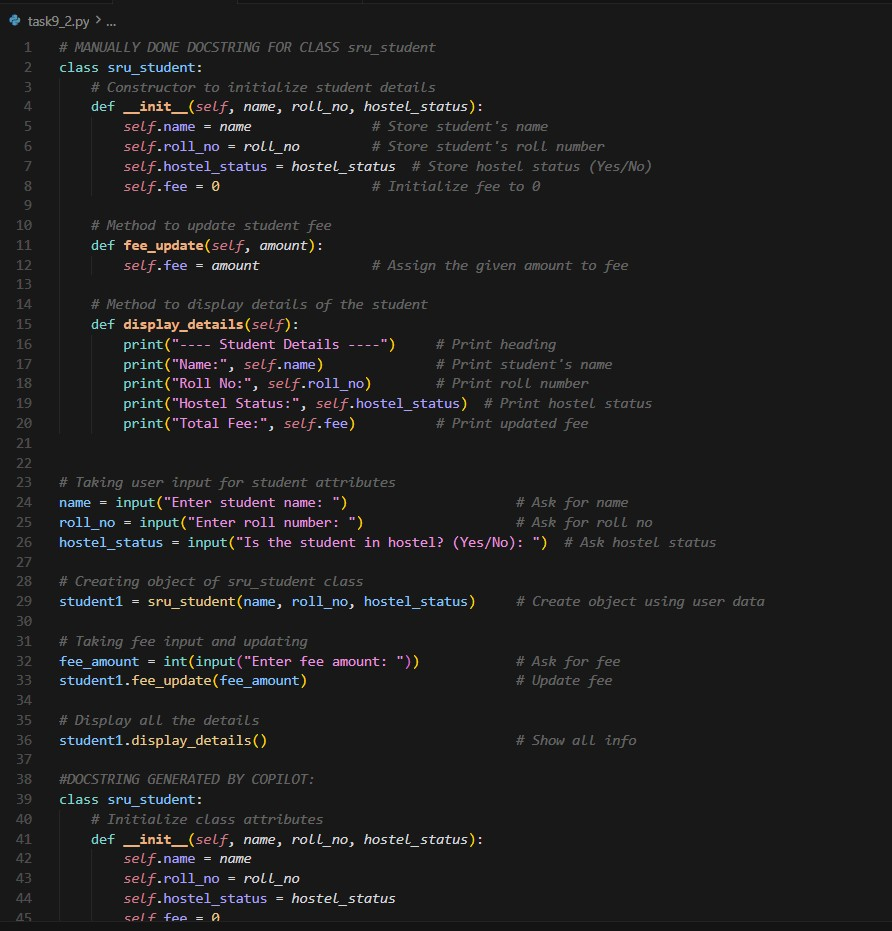 task9_2.py > ...
1 # MANUALLY DONE DOCSTRING FOR CLASS sru_student
2 class sru_student:
3     # Constructor to initialize student details
4     def __init__(self, name, roll_no, hostel_status):
5         self.name = name               # Store student's name
6         self.roll_no = roll_no         # Store student's roll number
7         self.hostel_status = hostel_status  # Store hostel status (Yes/No)
8         self.fee = 0                   # Initialize fee to 0
9
10     # Method to update student fee
11     def fee_update(self, amount):
12         self.fee = amount              # Assign the given amount to fee
13
14     # Method to display details of the student
15     def display_details(self):
16         print("---- Student Details ----")     # Print heading
17         print("Name:", self.name)              # Print student's name
18         print("Roll No:", self.roll_no)        # Print roll number
19         print("Hostel Status:", self.hostel_status)  # Print hostel status
20         print("Total Fee:", self.fee)          # Print updated fee
21
22
23 # Taking user input for student attributes
24 name = input("Enter student name: ")                     # Ask for name
25 roll_no = input("Enter roll number: ")                   # Ask for roll no
26 hostel_status = input("Is the student in hostel? (Yes/No): ")  # Ask hostel status
27
28 # Creating object of sru_student class
29 student1 = sru_student(name, roll_no, hostel_status)     # Create object using user data
30
31 # Taking fee input and updating
32 fee_amount = int(input("Enter fee amount: "))            # Ask for fee
33 student1.fee_update(fee_amount)                          # Update fee
34
35 # Display all the details
36 student1.display_details()                               # Show all info
37
38 #DOCSTRING GENERATED BY COPILOT:
39 class sru_student:
40     # Initialize class attributes
41     def __init__(self, name, roll_no, hostel_status):
42         self.name = name
43         self.roll_no = roll_no
44         self.hostel_status = hostel_status
45         self.fee = 0